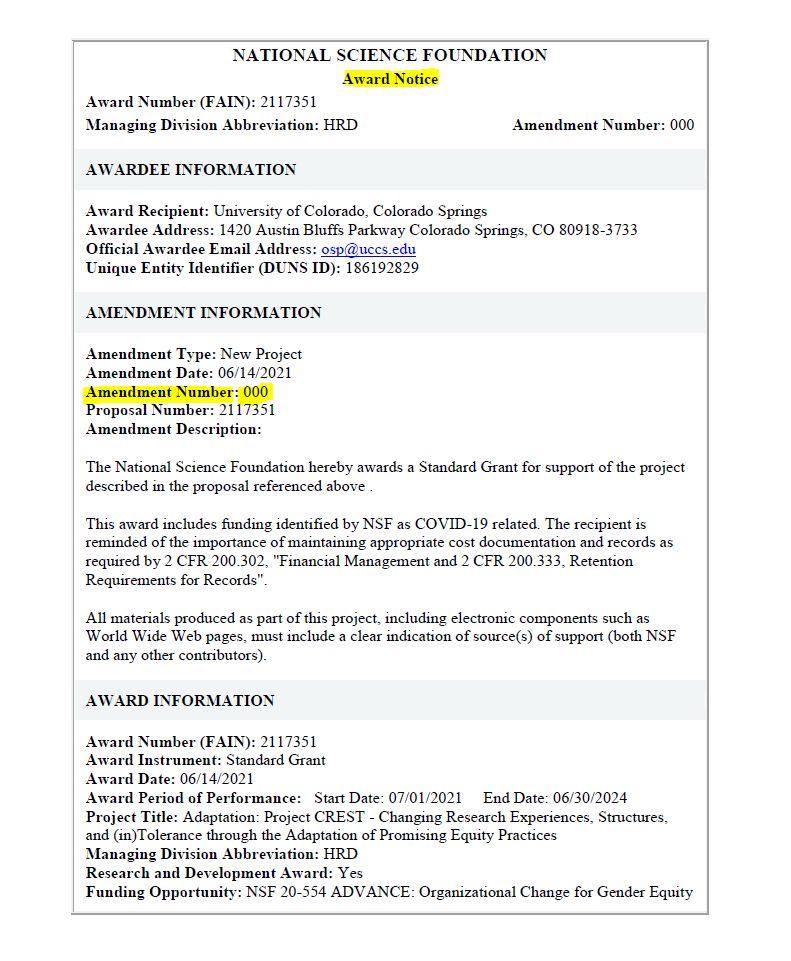 NATIONAL SCIENCE FOUNDATION
Award Notice
Award Number (FAIN): 2117351
Managing Division Abbreviation: HRD Amendment Number: 000
AWARDEE INFORMATION
Award Recipient: University of Colorado, Colorado Springs
Awardee Address: 1420 Austin Bluffs Parkway Colorado Springs, CO 80918-3733
Official Awardee Email Address: osp@uccs.edu
Unique Entity Identifier (DUNS ID): 186192829
AMENDMENT INFORMATION
Amendment Type: New Project
Amendment Date: 06/14/2021
Amendment Number: 000
Proposal Number: 2117351
Amendment Description:
The National Science Foundation hereby awards a Standard Grant for support of the project
described in the proposal referenced above .
This award includes funding identified by NSF as COVID-19 related. The recipient is
reminded of the importance of maintaining appropriate cost documentation and records as
required by 2 CFR 200.302, "Financial Management and 2 CFR 200.333, Retention
Requirements for Records".
All materials produced as part of this project, including electronic components such as
World Wide Web pages, must include a clear indication of source(s) of support (both NSF
and any other contributors).
AWARD INFORMATION
Award Number (FAIN): 2117351
Award Instrument: Standard Grant
Award Date: 06/14/2021
Award Period of Performance: Start Date: 07/01/2021 End Date: 06/30/2024
Project Title: Adaptation: Project CREST - Changing Research Experiences, Structures,
and (in)Tolerance through the Adaptation of Promising Equity Practices
Managing Division Abbreviation: HRD
Research and Development Award: Yes
Funding Opportunity: NSF 20-554 ADVANCE: Organizational Change for Gender Equity